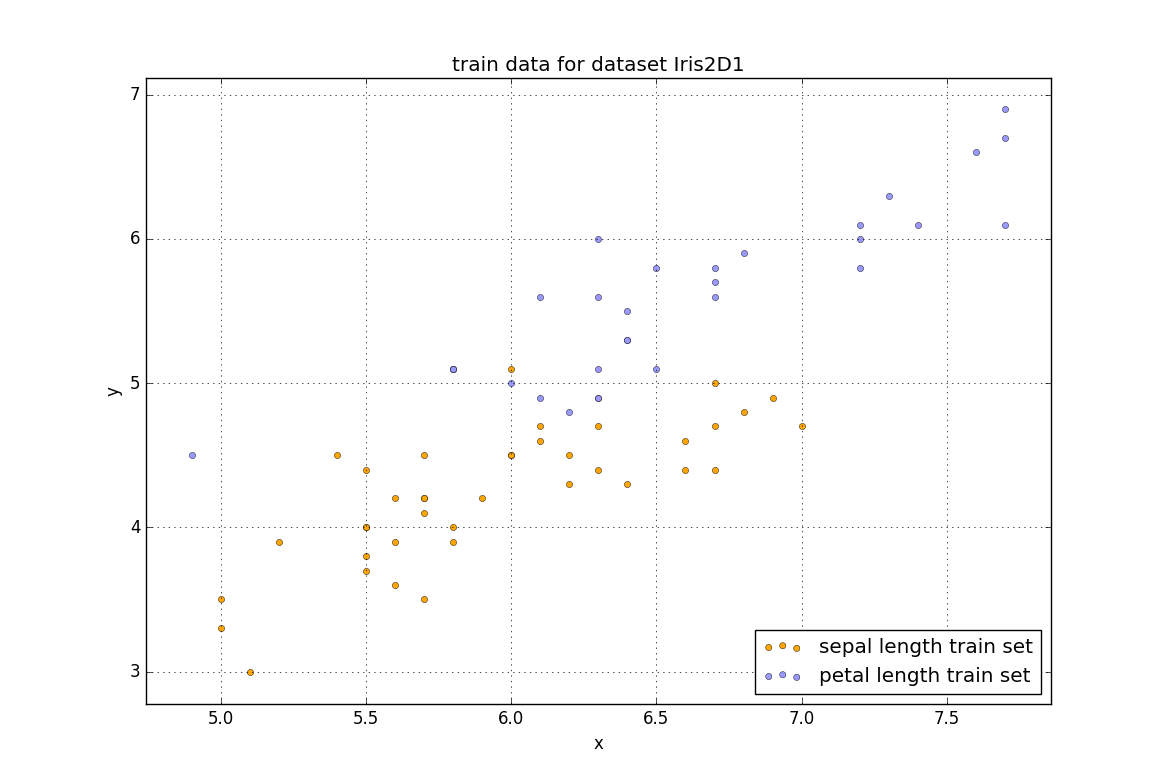 train data for dataset Iris2D1
7
6
5
4
3
y
5.0 5.5 6.0 6.5 7.0 7.5
x
sepal length train set
petal length train set